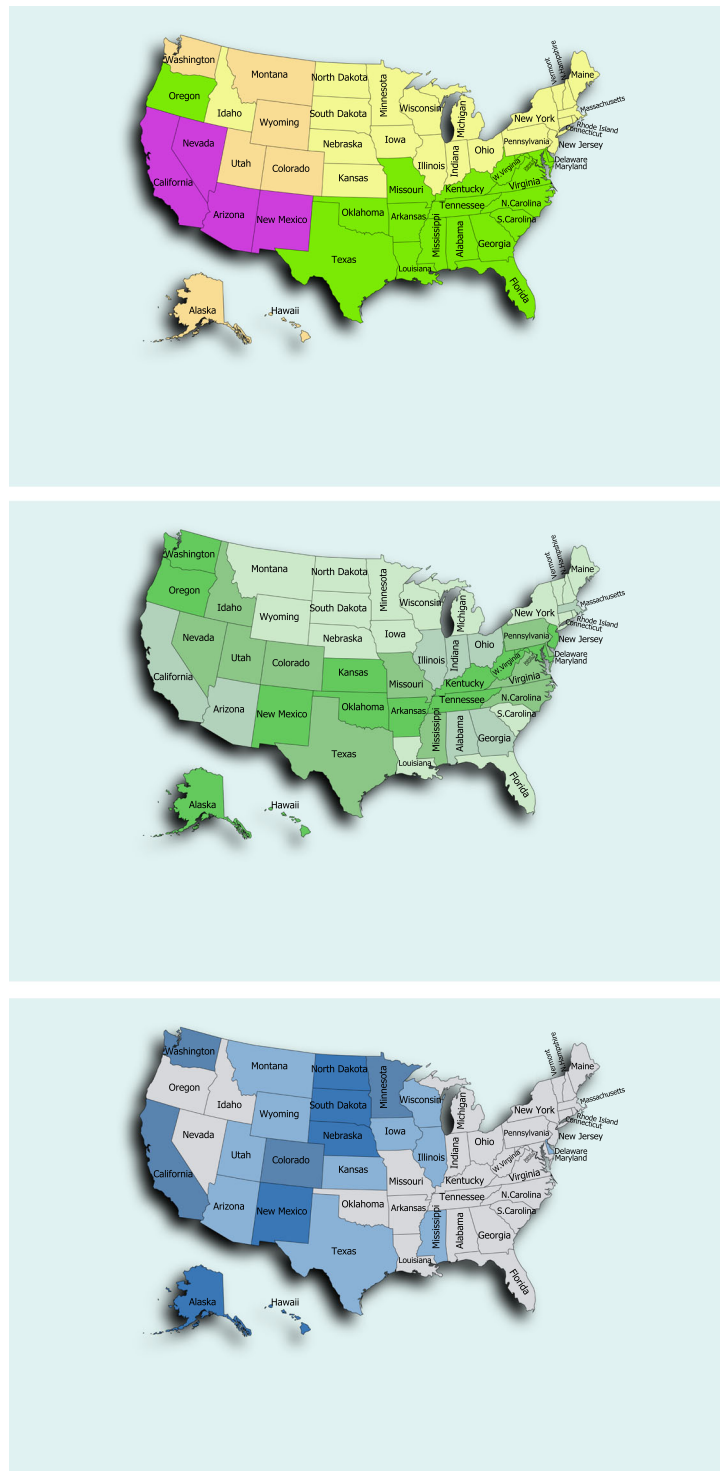 Washington
Montana
North Dakota
Minnesota
Vermont
N.Hampshire
Maine
Oregon
Idaho
South Dakota
Wisconsin
Michigan
New York
Massachusetts
Rhode Island
Connecticut
Wyoming
Nebraska
Iowa
Pennsylvania
New Jersey
Nevada
Utah
Colorado
Kansas
Illinois
Indiana
Ohio
Delaware
Maryland
California
Missouri
Kentucky
W.Virginia
Virginia
Arizona
New Mexico
Oklahoma
Arkansas
Tennessee
N.Carolina
S.Carolina
Texas
Louisiana
Mississippi
Alabama
Georgia
Florida
Alaska
Hawaii
Washington
Montana
North Dakota
Minnesota
Vermont
N.Hampshire
Maine
Oregon
Idaho
South Dakota
Wisconsin
Michigan
New York
Massachusetts
Rhode Island
Connecticut
Wyoming
Nebraska
Iowa
Pennsylvania
New Jersey
Nevada
Utah
Colorado
Kansas
Illinois
Indiana
Ohio
Delaware
Maryland
California
Missouri
Kentucky
W.Virginia
Virginia
Arizona
New Mexico
Oklahoma
Arkansas
Tennessee
N.Carolina
S.Carolina
Texas
Louisiana
Mississippi
Alabama
Georgia
Florida
Alaska
Hawaii
Washington
Montana
North Dakota
Minnesota
Vermont
N.Hampshire
Maine
Oregon
Idaho
South Dakota
Wisconsin
Michigan
New York
Massachusetts
Rhode Island
Connecticut
Wyoming
Nebraska
Iowa
Pennsylvania
New Jersey
Nevada
Utah
Colorado
Kansas
Illinois
Indiana
Ohio
Delaware
Maryland
California
Missouri
Kentucky
W.Virginia
Virginia
Arizona
New Mexico
Oklahoma
Arkansas
Tennessee
N.Carolina
S.Carolina
Texas
Louisiana
Mississippi
Alabama
Georgia
Florida
Alaska
Hawaii